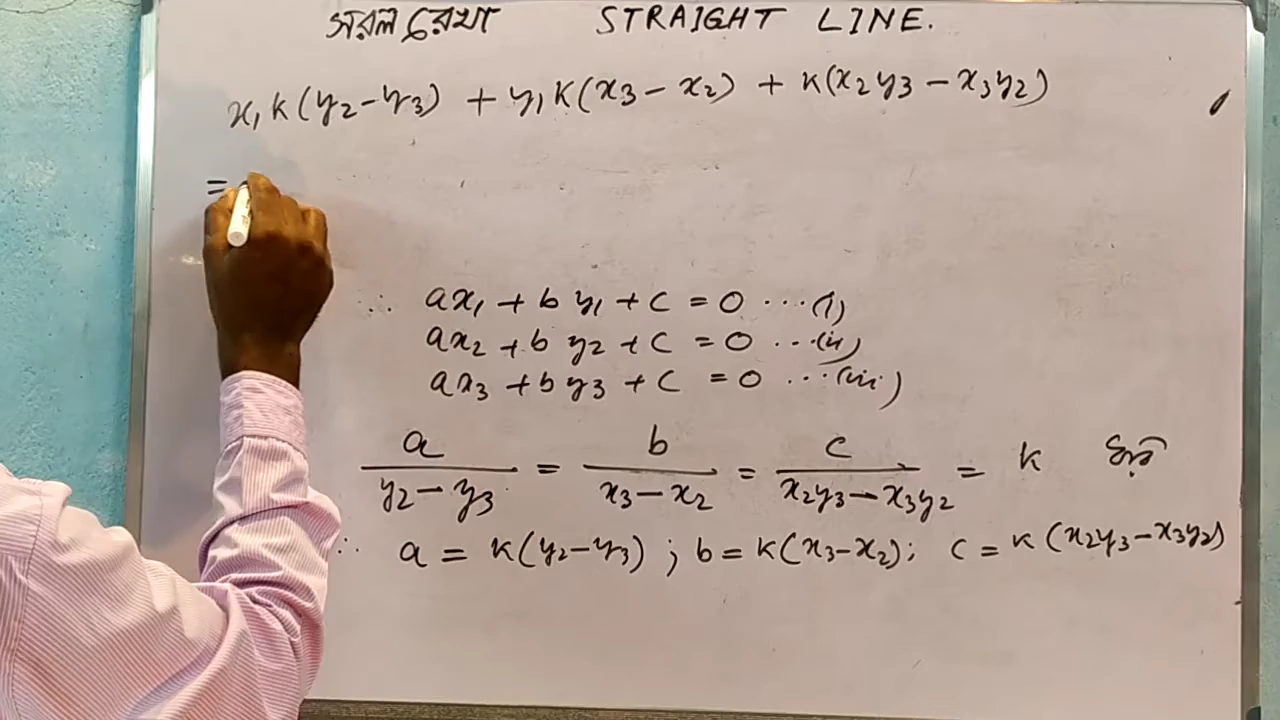 সরল রেখা STRAIGHT LINE.
x₁k(y₂-y₃) + y₁k(x₃-x₂) + k(x₂y₃-x₃y₂)
=
∴ ax₁ + by₁ + c = 0 ...(i)
ax₂ + by₂ + c = 0 ...(ii)
ax₃ + by₃ + c = 0 ...(iii)
a/(y₂-y₃) = b/(x₃-x₂) = c/(x₂y₃-x₃y₂) = k ধরি
∴ a = k(y₂-y₃); b = k(x₃-x₂); c = k(x₂y₃-x₃y₂)